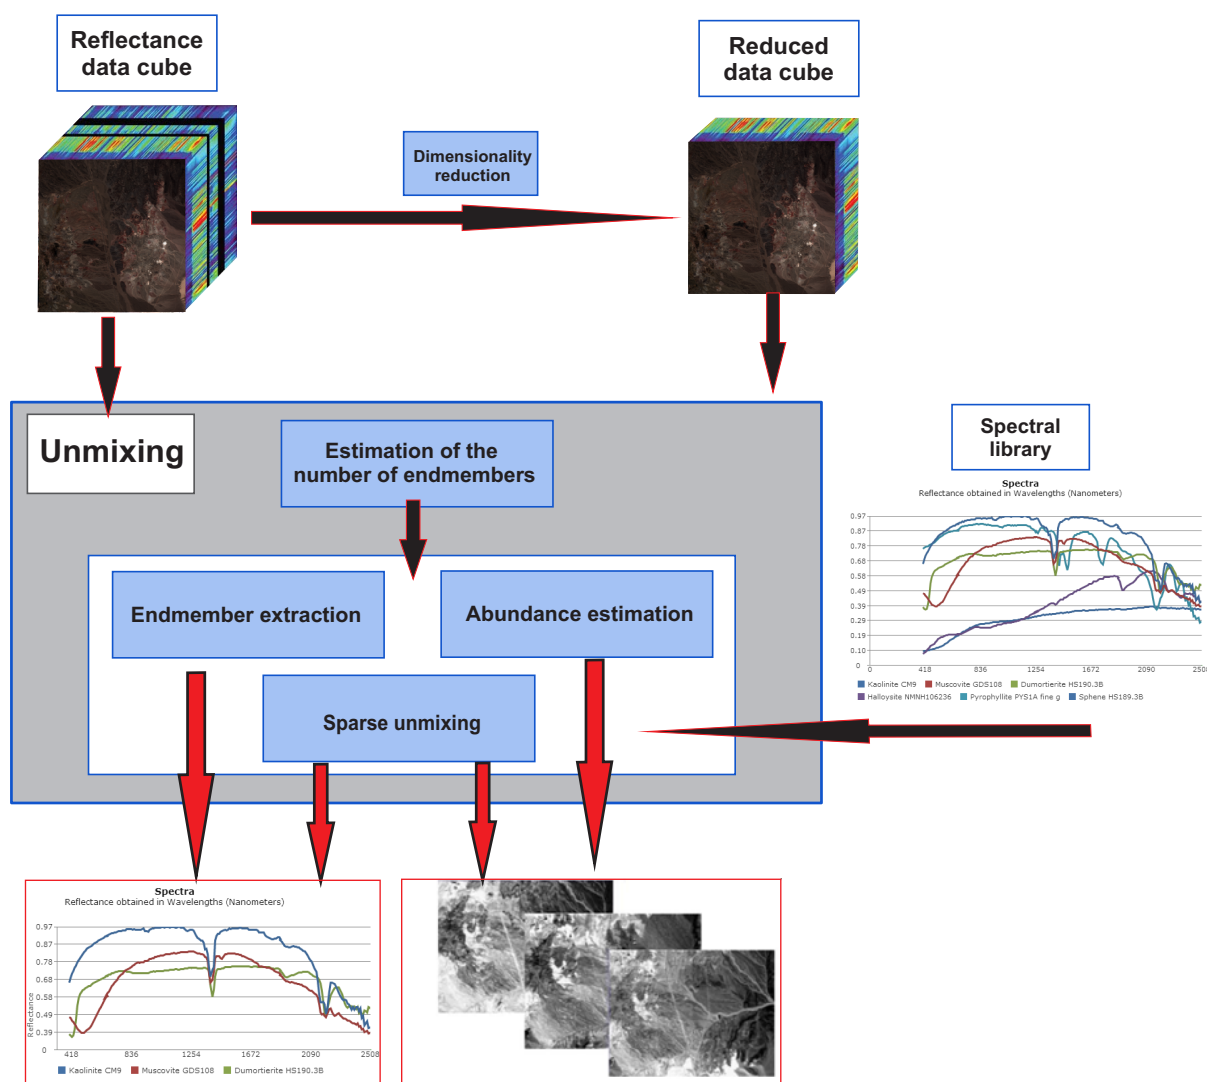 Reflectance
data cube
Reduced
data cube
Dimensionality
reduction
Unmixing
Estimation of the
number of endmembers
Endmember extraction
Abundance estimation
Sparse unmixing
Spectral
library
Spectra
Reflectance obtained in Wavelengths (Nanometers)
0.97
0.87
0.78
0.68
0.58
0.49
0.39
0.29
0.19
0.10
0
0 418 836 1254 1672 2090 2508
Kaolinite CM9 Muscovite GDS108 Dumortierite HS190.3B
Halloysite NMNH106236 Pyrophyllite PYS1A fine g Sphene HS189.3B
Spectra
Reflectance obtained in Wavelengths (Nanometers)
Reflectance
0.97
0.87
0.78
0.68
0.58
0.49
0.39
0
418 836 1254 1672 2090 2508
Kaolinite CM9 Muscovite GDS108 Dumortierite HS190.3B